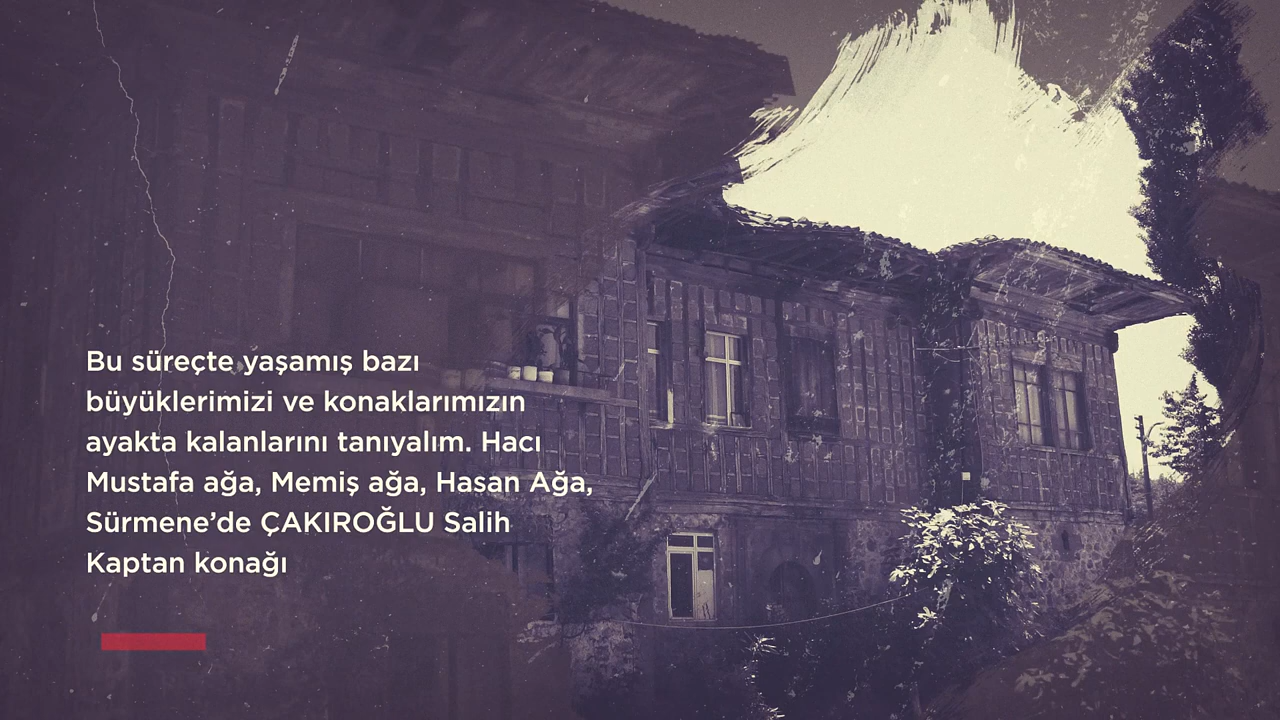 Bu süreçte yaşamış bazı
büyüklerimizi ve konaklarımızın
ayakta kalanlarını tanıyalım. Hacı
Mustafa ağa, Memiş ağa, Hasan Ağa,
Sürmene’de ÇAKIROĞLU Salih
Kaptan konağı